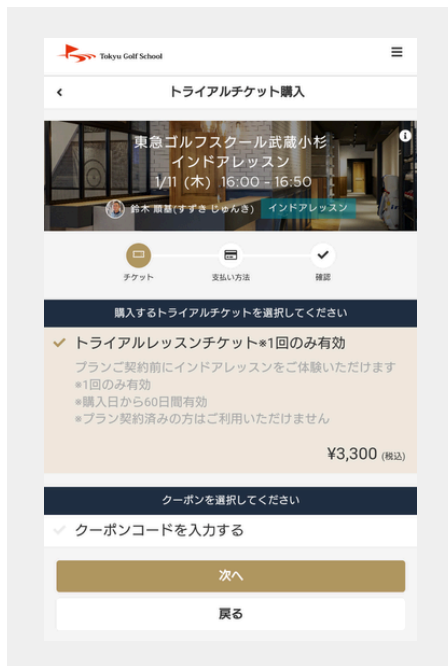 Tokyu Golf School
トライアルチケット購入
東急ゴルフスクール武蔵小杉
インドアレッスン
1/11 (木) 16:00 - 16:50
鈴木 順基(すずき じゅんき) インドアレッスン
チケット 支払い方法 確認
購入するトライアルチケットを選択してください
トライアルレッスンチケット※1回のみ有効
プランご契約前にインドアレッスンをご体験いただけます
※1回のみ有効
※購入日から60日間有効
※プラン契約済みの方はご利用いただけません
¥3,300 (税込)
クーポンを選択してください
クーポンコードを入力する
次へ
戻る